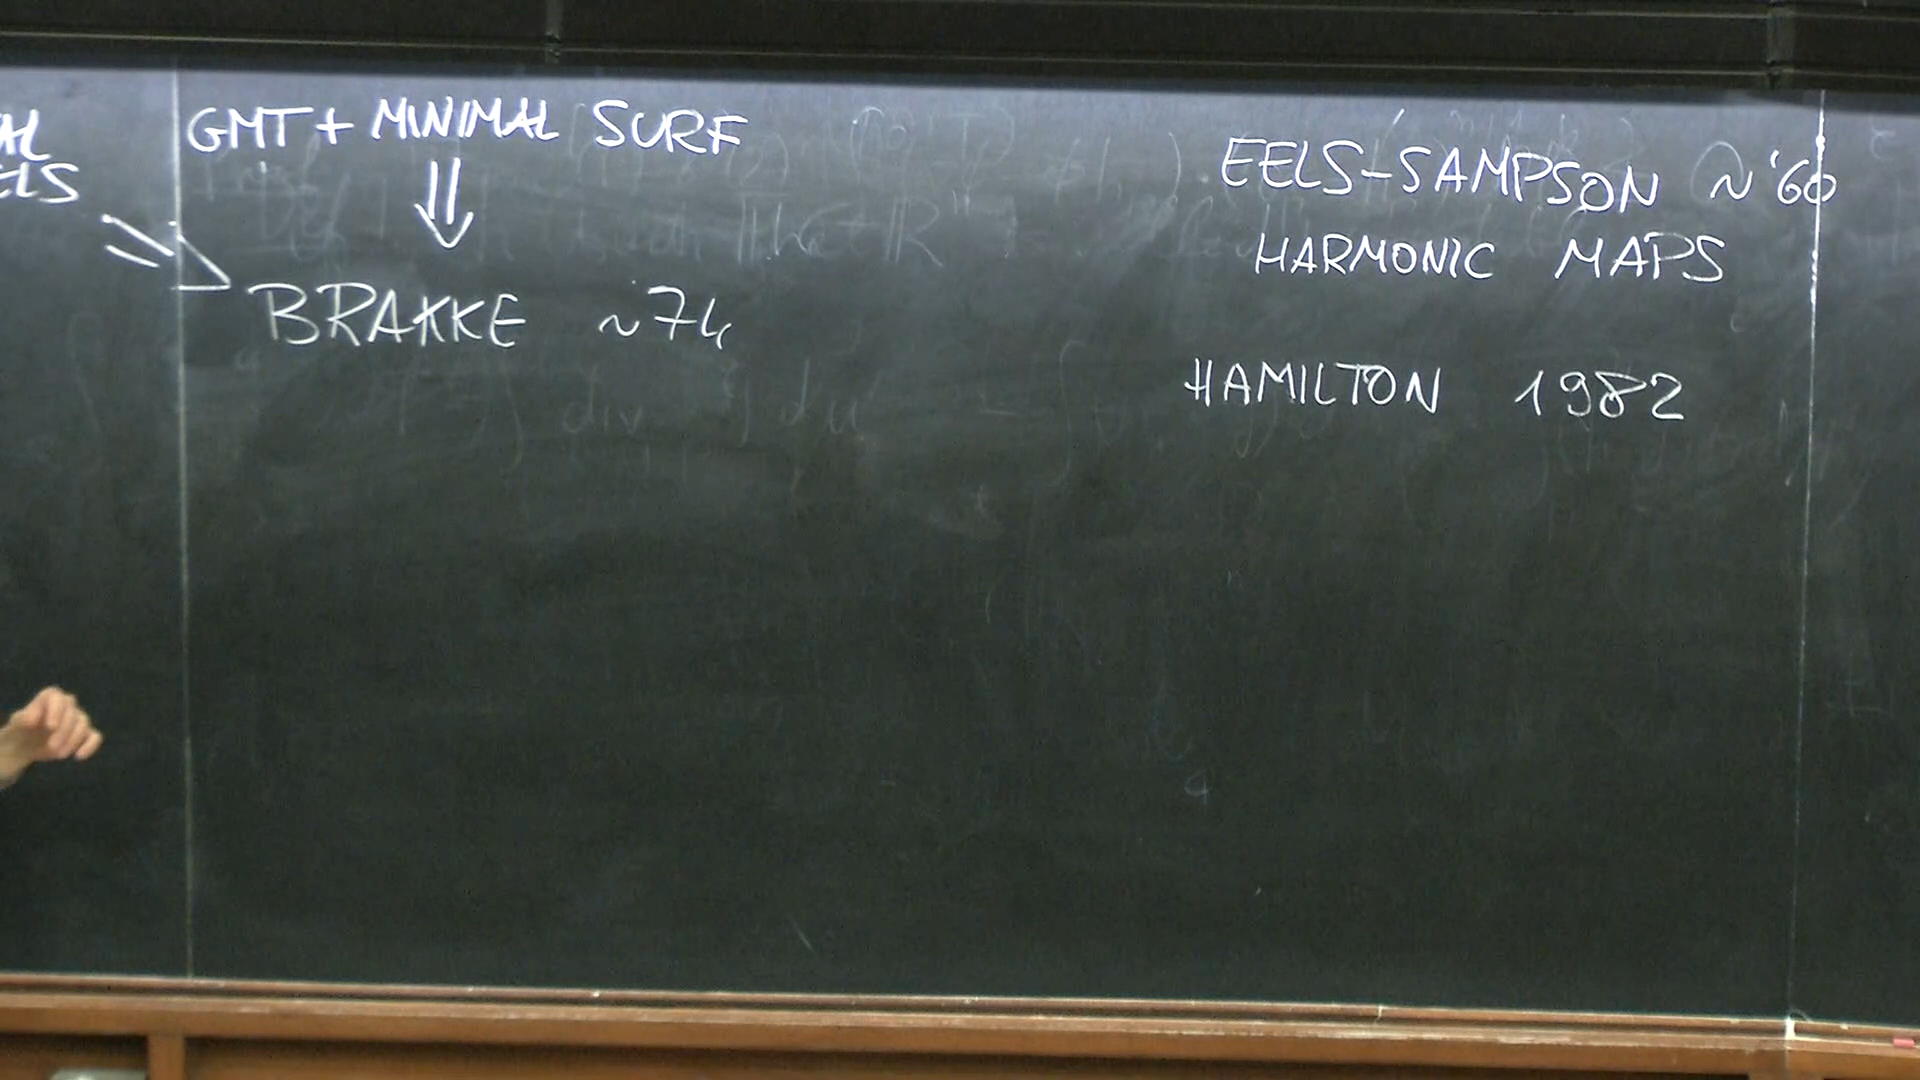 GMT + MINIMAL SURF
BRAKKE ~74
EELS-SAMPSON ~'60
HARMONIC MAPS
HAMILTON 1982